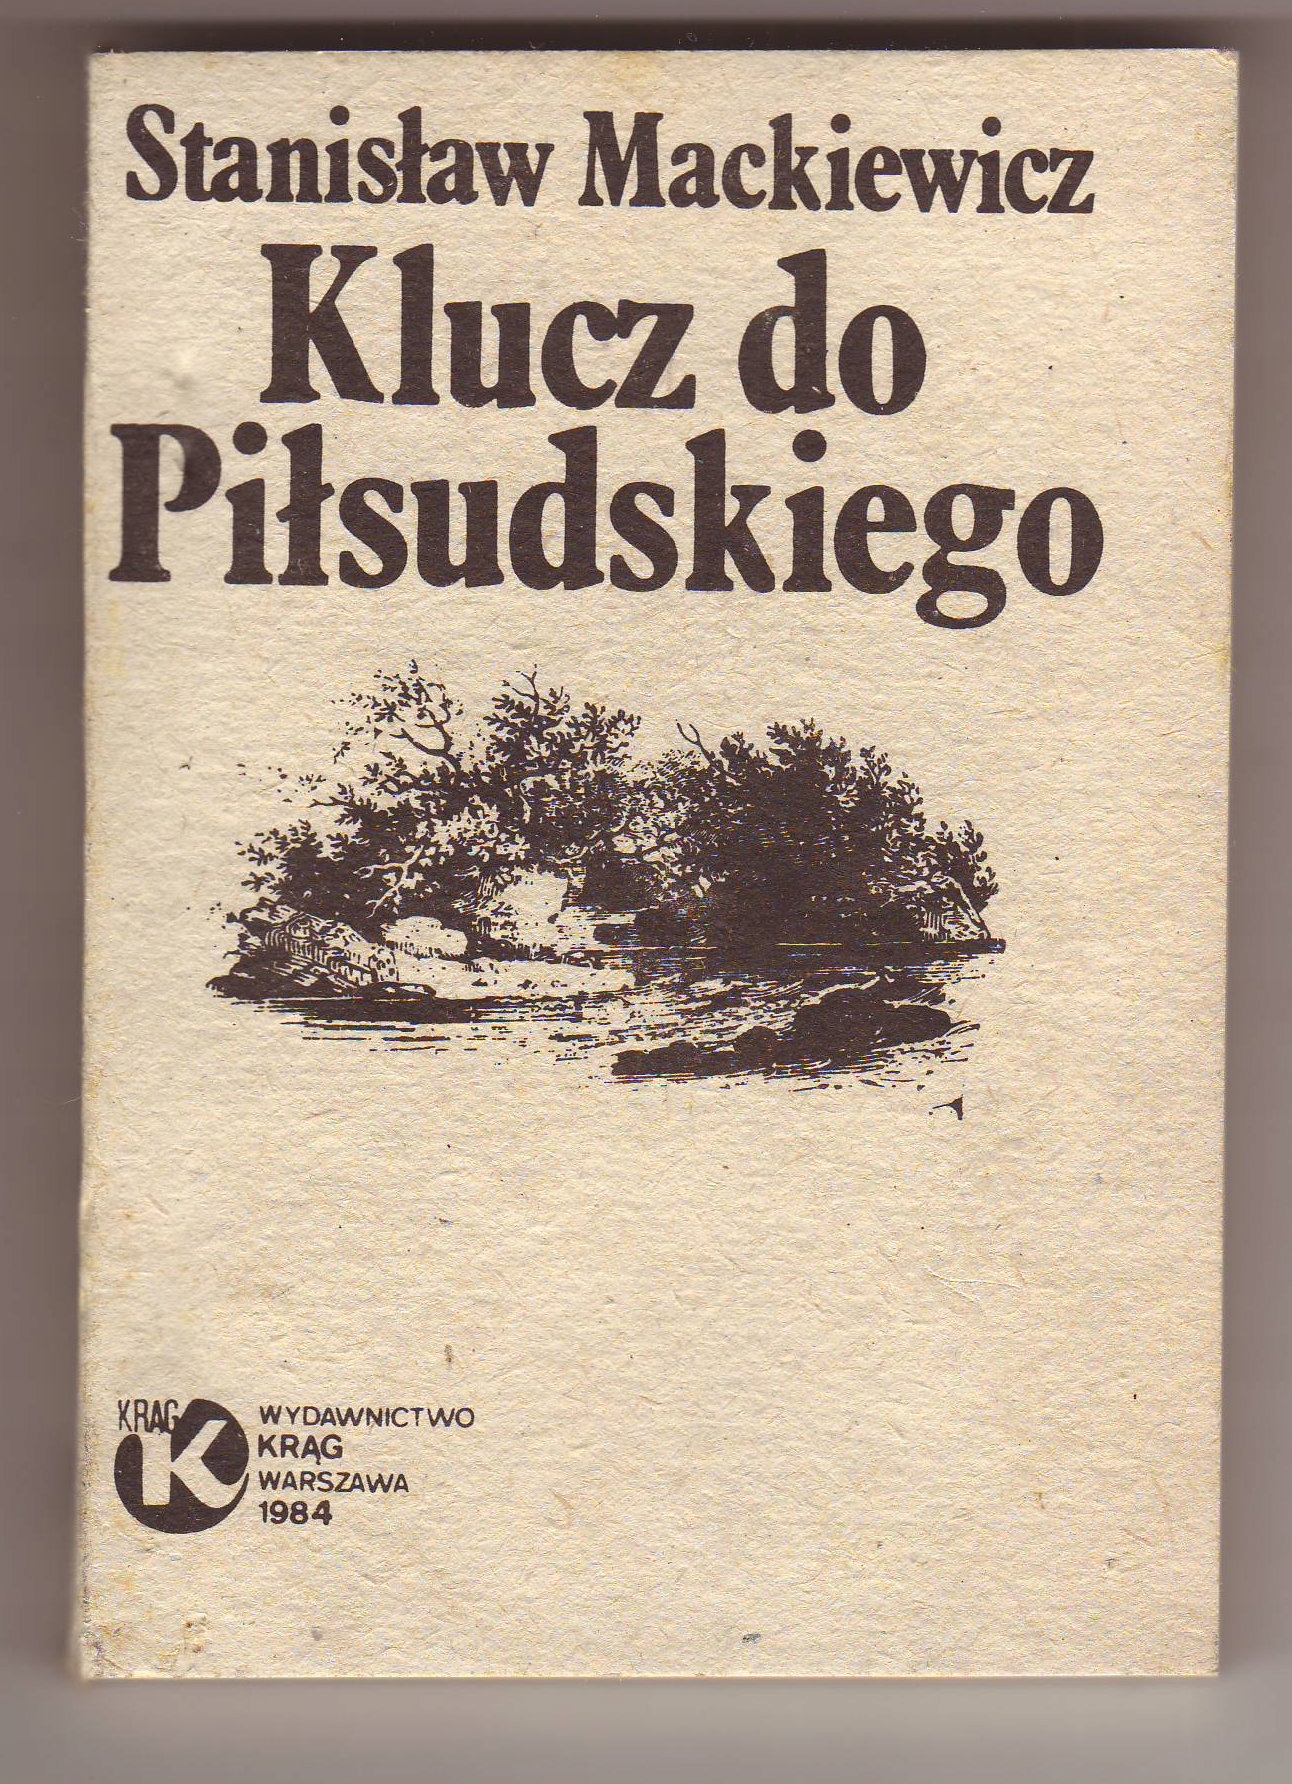 Stanisław Mackiewicz
Klucz do
Piłsudskiego
KRĄG
K
WYDAWNICTWO
KRĄG
WARSZAWA
1984